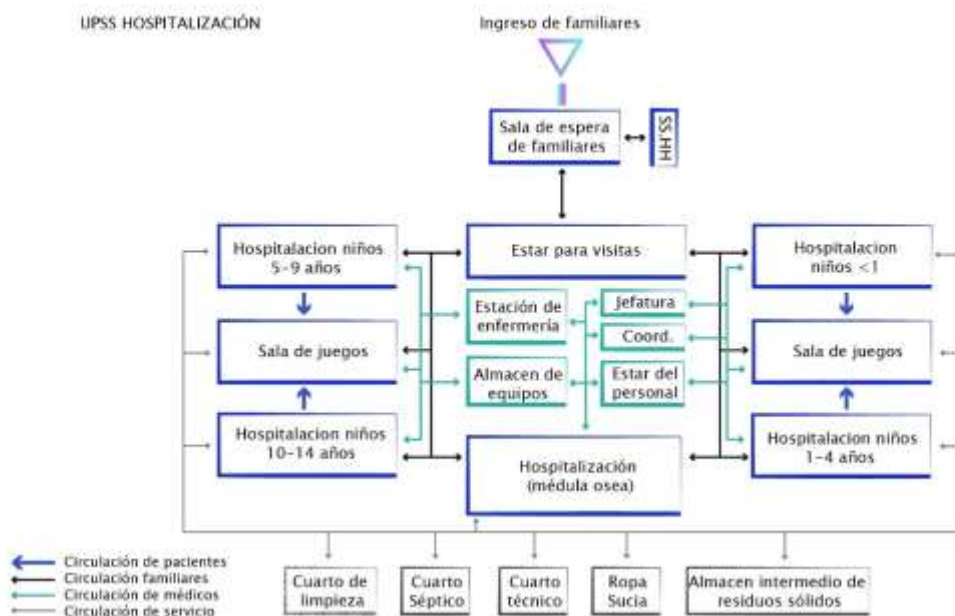 UPSS HOSPITALIZACIÓN
Ingreso de familiares
Sala de espera
de familiares
SS.HH
Hospitalacion niños
5-9 años
Estar para visitas
Hospitalacion
niños <1
Estación de
enfermería
Jefatura
Coord.
Sala de juegos
Sala de juegos
Almacen de
equipos
Estar del
personal
Hospitalacion niños
10-14 años
Hospitalización
(médula osea)
Hospitalacion niños
1-4 años
Circulación de pacientes
Circulación familiares
Circulación de médicos
Circulación de servicio
Cuarto de
limpieza
Cuarto
Séptico
Cuarto
técnico
Ropa
Sucia
Almacen intermedio de
residuos sólidos